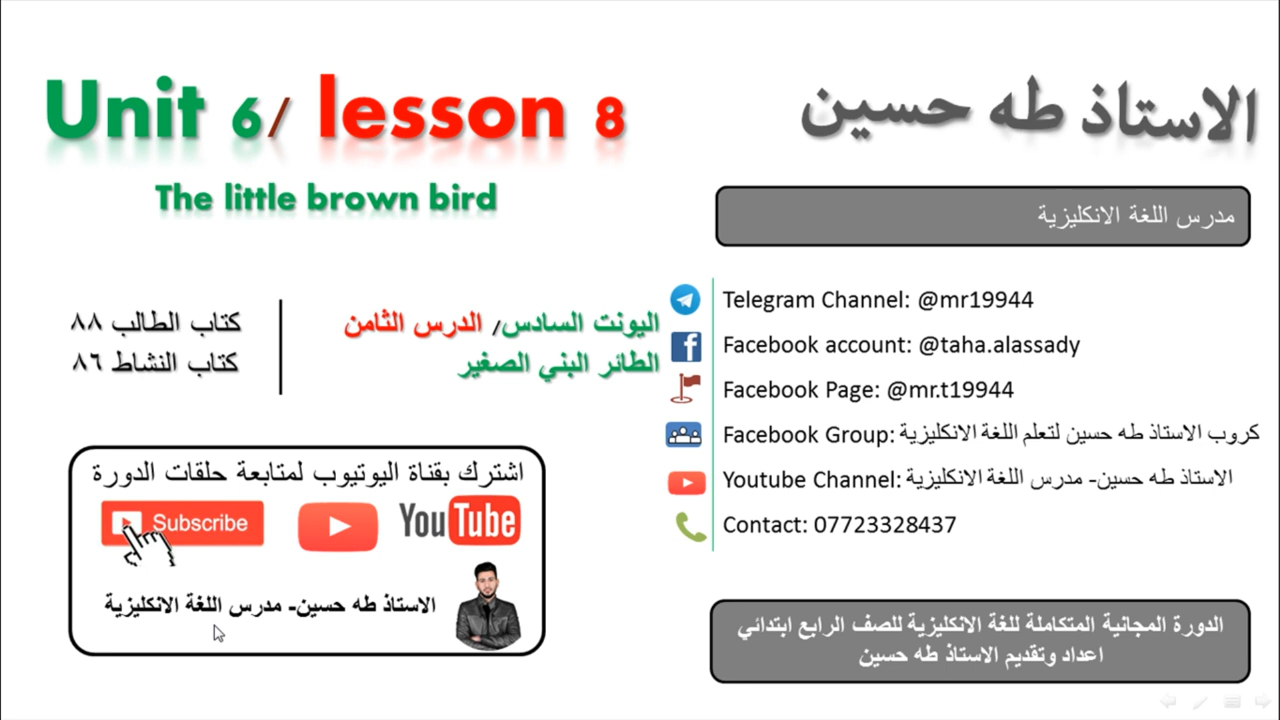 Unit 6/ lesson 8
The little brown bird
اليونت السادس/ الدرس الثامن
الطائر البني الصغير
كتاب الطالب ٨٨
كتاب النشاط ٨٦
اشترك بقناة اليوتيوب لمتابعة حلقات الدورة
Subscribe
YouTube
الاستاذ طه حسين- مدرس اللغة الانكليزية
الاستاذ طه حسين
مدرس اللغة الانكليزية
Telegram Channel: @mr19944
Facebook account: @taha.alassady
Facebook Page: @mr.t19944
Facebook Group: كروب الاستاذ طه حسين لتعلم اللغة الانكليزية
Youtube Channel: الاستاذ طه حسين- مدرس اللغة الانكليزية
Contact: 07723328437
الدورة المجانية المتكاملة للغة الانكليزية للصف الرابع ابتدائي
اعداد وتقديم الاستاذ طه حسين